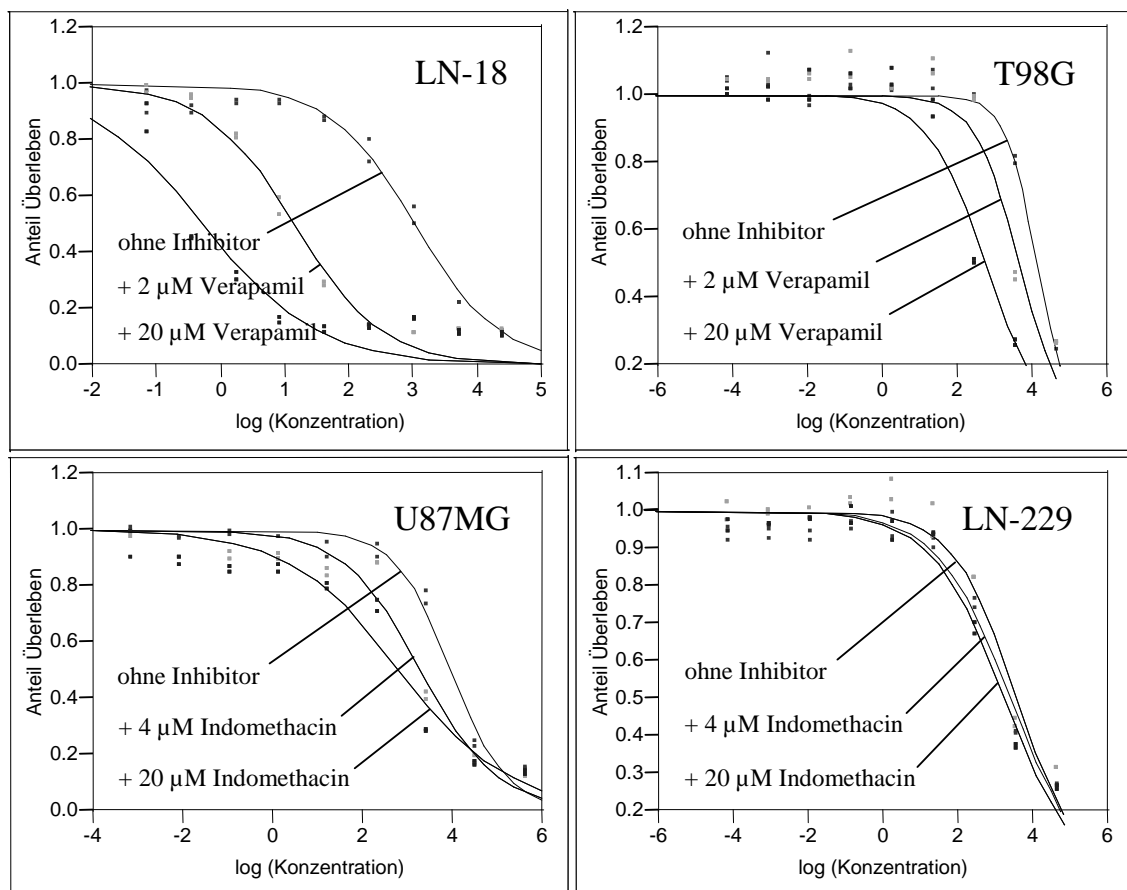 1.2
1.0
0.8
0.6
0.4
0.2
0.0
Anteil Überleben
LN-18
ohne Inhibitor
+ 2 µM Verapamil
+ 20 µM Verapamil
-2 -1 0 1 2 3 4 5
log (Konzentration)
1.2
1.0
0.8
0.6
0.4
0.2
Anteil Überleben
T98G
ohne Inhibitor
+ 2 µM Verapamil
+ 20 µM Verapamil
-6 -4 -2 0 2 4 6
log (Konzentration)
1.2
1.0
0.8
0.6
0.4
0.2
0.0
Anteil Überleben
U87MG
ohne Inhibitor
+ 4 µM Indomethacin
+ 20 µM Indomethacin
-4 -2 0 2 4 6
log (Konzentration)
1.1
1.0
0.9
0.8
0.7
0.6
0.5
0.4
0.3
0.2
Anteil Überleben
LN-229
ohne Inhibitor
+ 4 µM Indomethacin
+ 20 µM Indomethacin
-6 -4 -2 0 2 4 6
log (Konzentration)